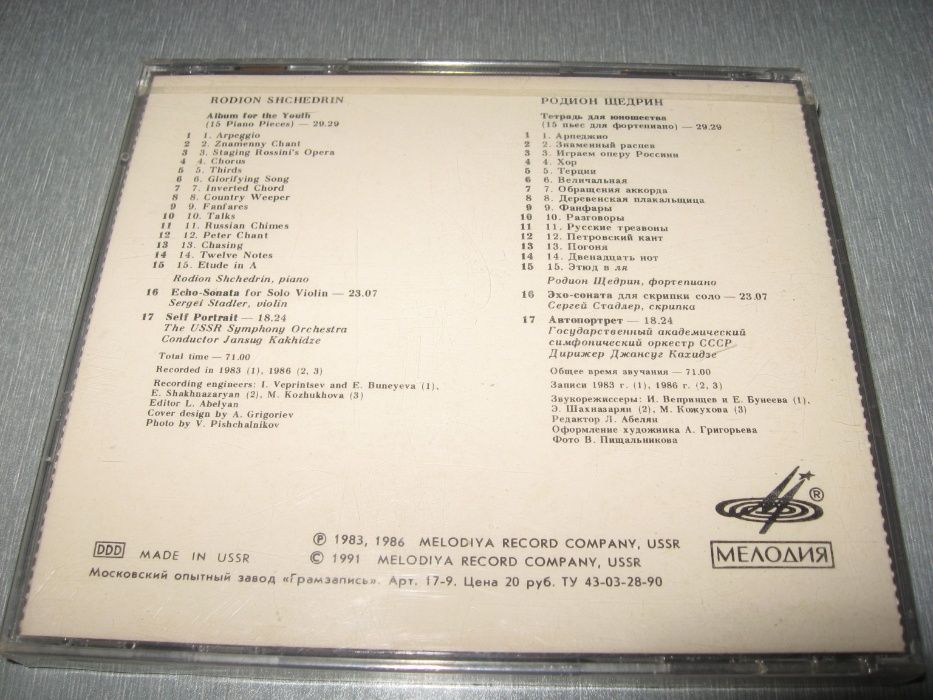 RODION SHCHEDRIN
Album for the Youth
(15 Piano Pieces) — 29.29
1 1. Arpeggio
2 2. Znamenny Chant
3 3. Staging Rossini's Opera
4 4. Chorus
5 5. Thirds
6 6. Glorifying Song
7 7. Inverted Chord
8 8. Country Weeper
9 9. Fanfares
10 10. Talks
11 11. Russian Chimes
12 12. Peter Chant
13 13. Chasing
14 14. Twelve Notes
15 15. Etude in A
Rodion Shchedrin, piano
16 Echo-Sonata for Solo Violin — 23.07
Sergei Stadler, violin
17 Self Portrait — 18.24
The USSR Symphony Orchestra
Conductor Jansug Kakhidze
Total time — 71.00
Recorded in 1983 (1), 1986 (2, 3)
Recording engineers: I. Veprintsev and E. Buneyeva (1),
E. Shakhnazaryan (2), M. Kozhukhova (3)
Editor L. Abelyan
Cover design by A. Grigoriev
Photo by V. Pishchalnikov
РОДИОН ЩЕДРИН
Тетрадь для юношества
(15 пьес для фортепиано) — 29.29
1 1. Арпеджио
2 2. Знаменный распев
3 3. Играем оперу Россини
4 4. Хор
5 5. Терции
6 6. Величальная
7 7. Обращения аккорда
8 8. Деревенская плакальщица
9 9. Фанфары
10 10. Разговоры
11 11. Русские трезвоны
12 12. Петровский кант
13 13. Погоня
14 14. Двенадцать нот
15 15. Этюд в ля
Родион Щедрин, фортепиано
16 Эхо-соната для скрипки соло — 23.07
Сергей Стадлер, скрипка
17 Автопортрет — 18.24
Государственный академический
симфонический оркестр СССР
Дирижер Джансуг Кахидзе
Общее время звучания — 71.00
Записи 1983 г. (1), 1986 г. (2, 3)
Звукорежиссеры: И. Вепринцев и Е. Бунеева (1),
Э. Шахназарян (2), М. Кожухова (3)
Редактор Л. Абелян
Оформление художника А. Григорьева
Фото В. Пищальникова
®
МЕЛОДИЯ
DDD MADE IN USSR
℗ 1983, 1986 MELODIYA RECORD COMPANY, USSR
© 1991 MELODIYA RECORD COMPANY, USSR
Московский опытный завод «Грамзапись». Арт. 17-9. Цена 20 руб. ТУ 43-03-28-90